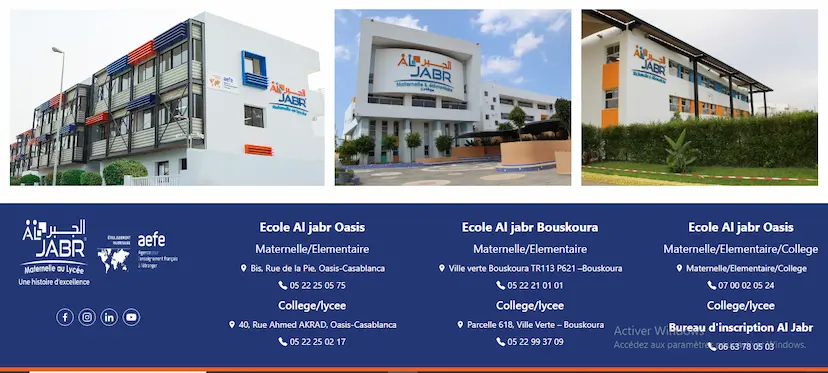 aefe
الجبر
AL JABR
Maternelle au Lycée
الجبر
AL JABR
Maternelle & élémentaire
Collège
الجبر
AL JABR
الجبر
AL JABR
Maternelle au Lycée
Une histoire d'excellence
aefe
Agence pour
l'enseignement français
à l'étranger
Ecole Al jabr Oasis
Maternelle/Elementaire
Bis, Rue de la Pie, Oasis-Casablanca
05 22 25 05 75
College/lycee
40, Rue Ahmed AKRAD, Oasis-Casablanca
05 22 25 02 17
Ecole Al jabr Bouskoura
Maternelle/Elementaire
Ville verte Bouskoura TR113 P621 –Bouskoura
05 22 21 01 01
College/lycee
Parcelle 618, Ville Verte – Bouskoura
05 22 99 37 09
Ecole Al jabr Oasis
Maternelle/Elementaire/College
Maternelle/Elementaire/College
07 00 02 05 24
Bureau d'inscription Al Jabr
06 63 78 05 03
Activer Windows
Accédez aux paramètres pour activer Windows.